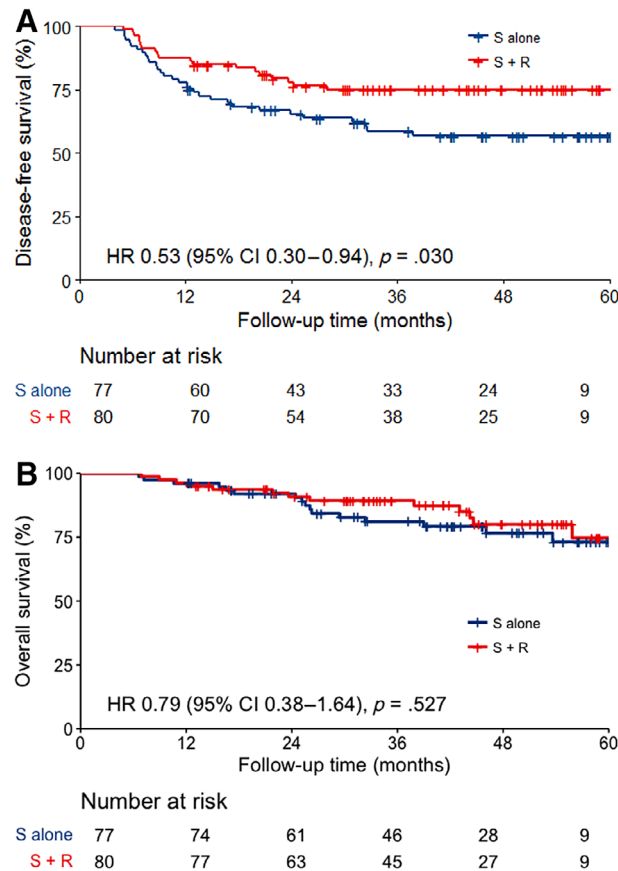 A
Disease-free survival (%)
100
75
50
25
0
S alone
S + R
HR 0.53 (95% CI 0.30–0.94), p = .030
0 12 24 36 48 60
Follow-up time (months)
Number at risk
S alone 77 60 43 33 24 9
S + R 80 70 54 38 25 9
B
Overall survival (%)
100
75
50
25
0
S alone
S + R
HR 0.79 (95% CI 0.38–1.64), p = .527
0 12 24 36 48 60
Follow-up time (months)
Number at risk
S alone 77 74 61 46 28 9
S + R 80 77 63 45 27 9